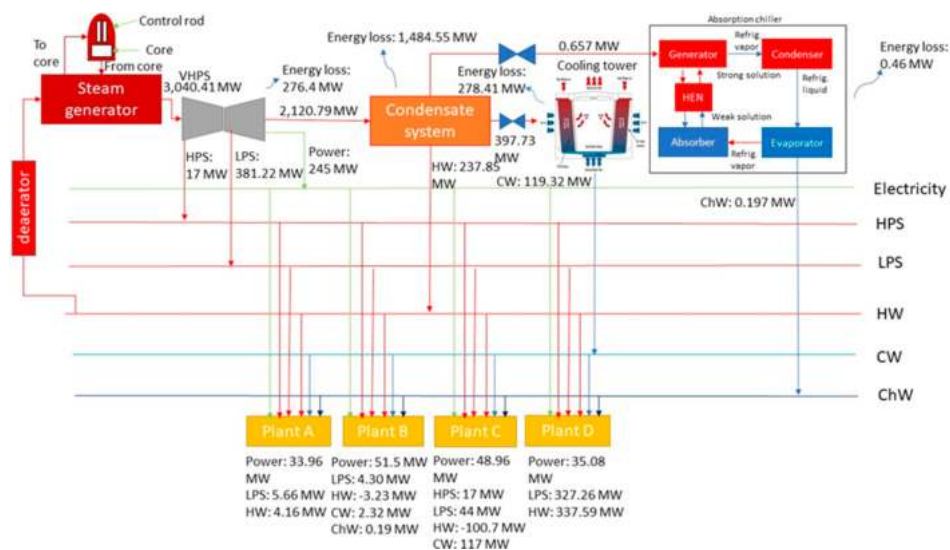 Control rod
Core
To
core
From core
Steam
generator
deaerator
VHPS
3,040.41 MW
Energy loss:
276.4 MW
2,120.79 MW
HPS:
17 MW
LPS:
381.22 MW
Power:
245 MW
Energy loss: 1,484.55 MW
Condensate
system
HW: 237.85
MW
Energy loss:
278.41 MW
0.657 MW
Cooling tower
397.73
MW
CW: 119.32 MW
Absorption chiller
Generator
Refrig.
vapor
Condenser
Strong solution
HEN
Refrig.
liquid
Weak solution
Absorber
Refrig.
vapor
Evaporator
Energy loss:
0.46 MW
ChW: 0.197 MW
Electricity
HPS
LPS
HW
CW
ChW
Plant A
Power: 33.96
MW
LPS: 5.66 MW
HW: 4.16 MW
Plant B
Power: 51.5 MW
LPS: 4.30 MW
HW: -3.23 MW
CW: 2.32 MW
ChW: 0.19 MW
Plant C
Power: 48.96
MW
HPS: 17 MW
LPS: 44 MW
HW: -100.7 MW
CW: 117 MW
Plant D
Power: 35.08
MW
LPS: 327.26 MW
HW: 337.59 MW